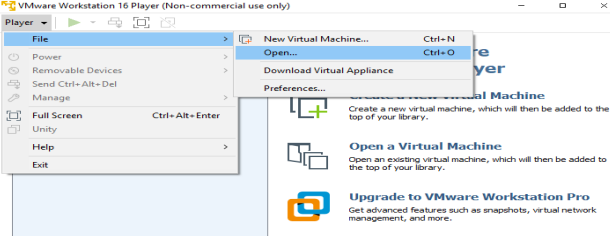 VMware Workstation 16 Player (Non-commercial use only)
Player
File
New Virtual Machine... Ctrl+N
Open... Ctrl+O
Download Virtual Appliance
Preferences...
Power
Removable Devices
Send Ctrl+Alt+Del
Manage
Full Screen Ctrl+Alt+Enter
Unity
Help
Exit
Virtual Machine
Create a new virtual machine, which will then be added to the
top of your library.
Open a Virtual Machine
Open an existing virtual machine, which will then be added to
the top of your library.
Upgrade to VMware Workstation Pro
Get advanced features such as snapshots, virtual network
management, and more.